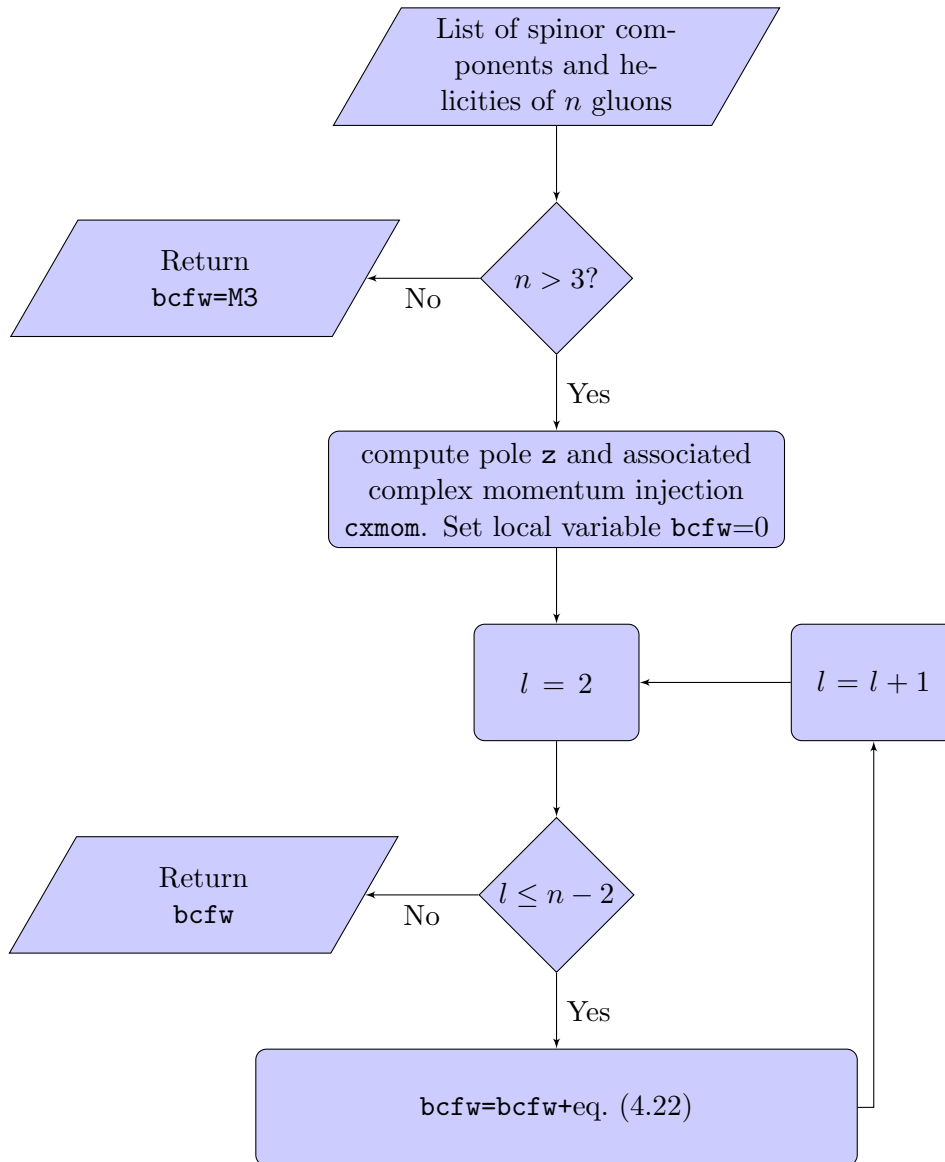 List of spinor com-
ponents and he-
licities of n gluons
n > 3?
No
Return
bcfw=M3
Yes
compute pole z and associated
complex momentum injection
cxmom. Set local variable bcfw=0
l = 2
l = l + 1
l ≤ n − 2
No
Return
bcfw
Yes
bcfw=bcfw+eq. (4.22)